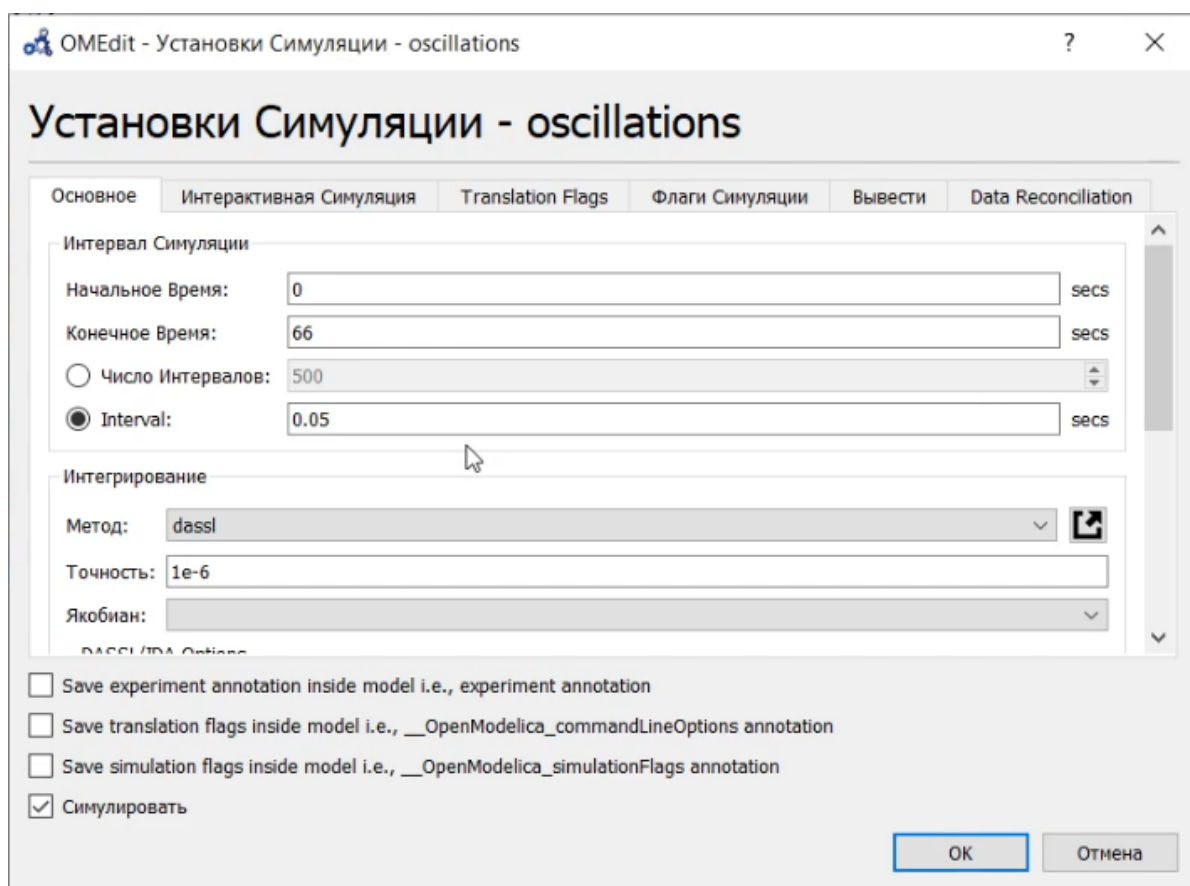 OMEdit - Установки Симуляции - oscillations
Установки Симуляции - oscillations
Основное Интерактивная Симуляция Translation Flags Флаги Симуляции Вывести Data Reconciliation
Интервал Симуляции
Начальное Время: 0 secs
Конечное Время: 66 secs
Число Интервалов: 500
Interval: 0.05 secs
Интегрирование
Метод: dassl
Точность: 1e-6
Якобиан:
DASSL/IDA Options
Save experiment annotation inside model i.e., experiment annotation
Save translation flags inside model i.e., __OpenModelica_commandLineOptions annotation
Save simulation flags inside model i.e., __OpenModelica_simulationFlags annotation
Симулировать
OK Отмена